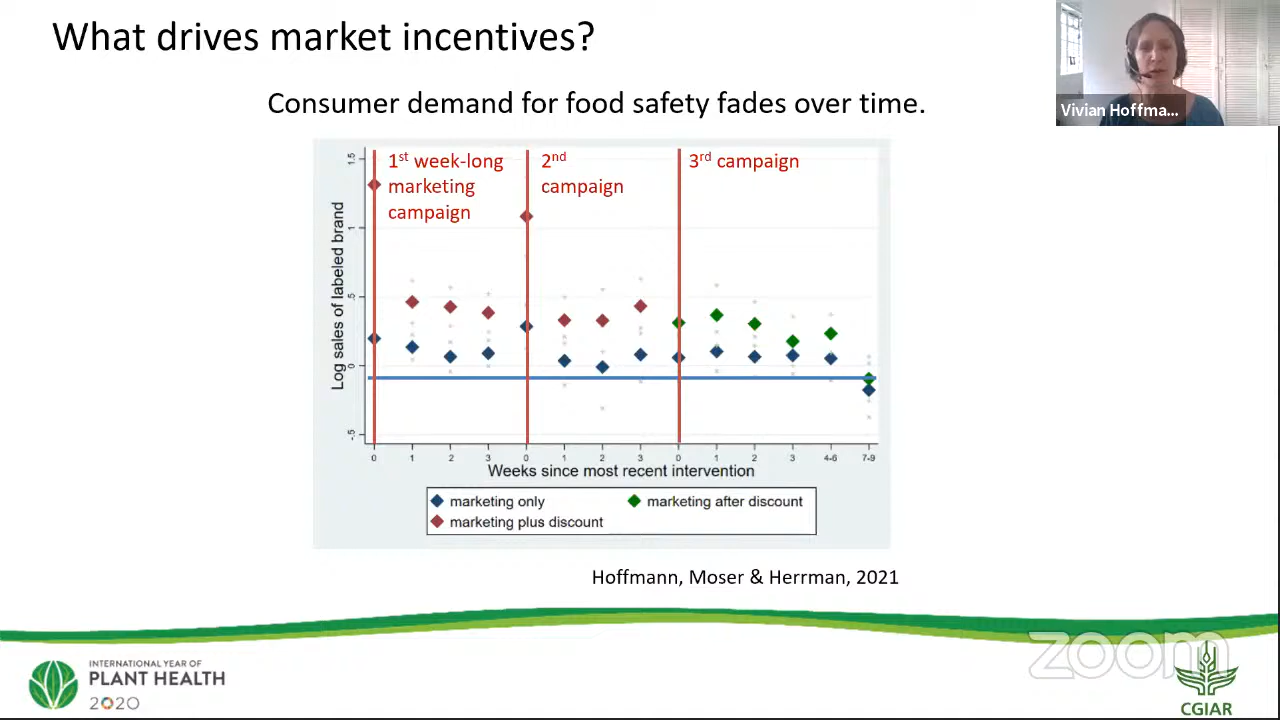 What drives market incentives?
Vivian Hoffma...
Consumer demand for food safety fades over time.
1st week-long
marketing
campaign
2nd
campaign
3rd campaign
Log sales of labeled brand
1.5
1
.5
0
-.5
0 1 2 3 0 1 2 3 0 1 2 3 4-6 7-9
Weeks since most recent intervention
marketing only
marketing after discount
marketing plus discount
Hoffmann, Moser & Herrman, 2021
zoom
INTERNATIONAL YEAR OF
PLANT HEALTH
2020
CGIAR